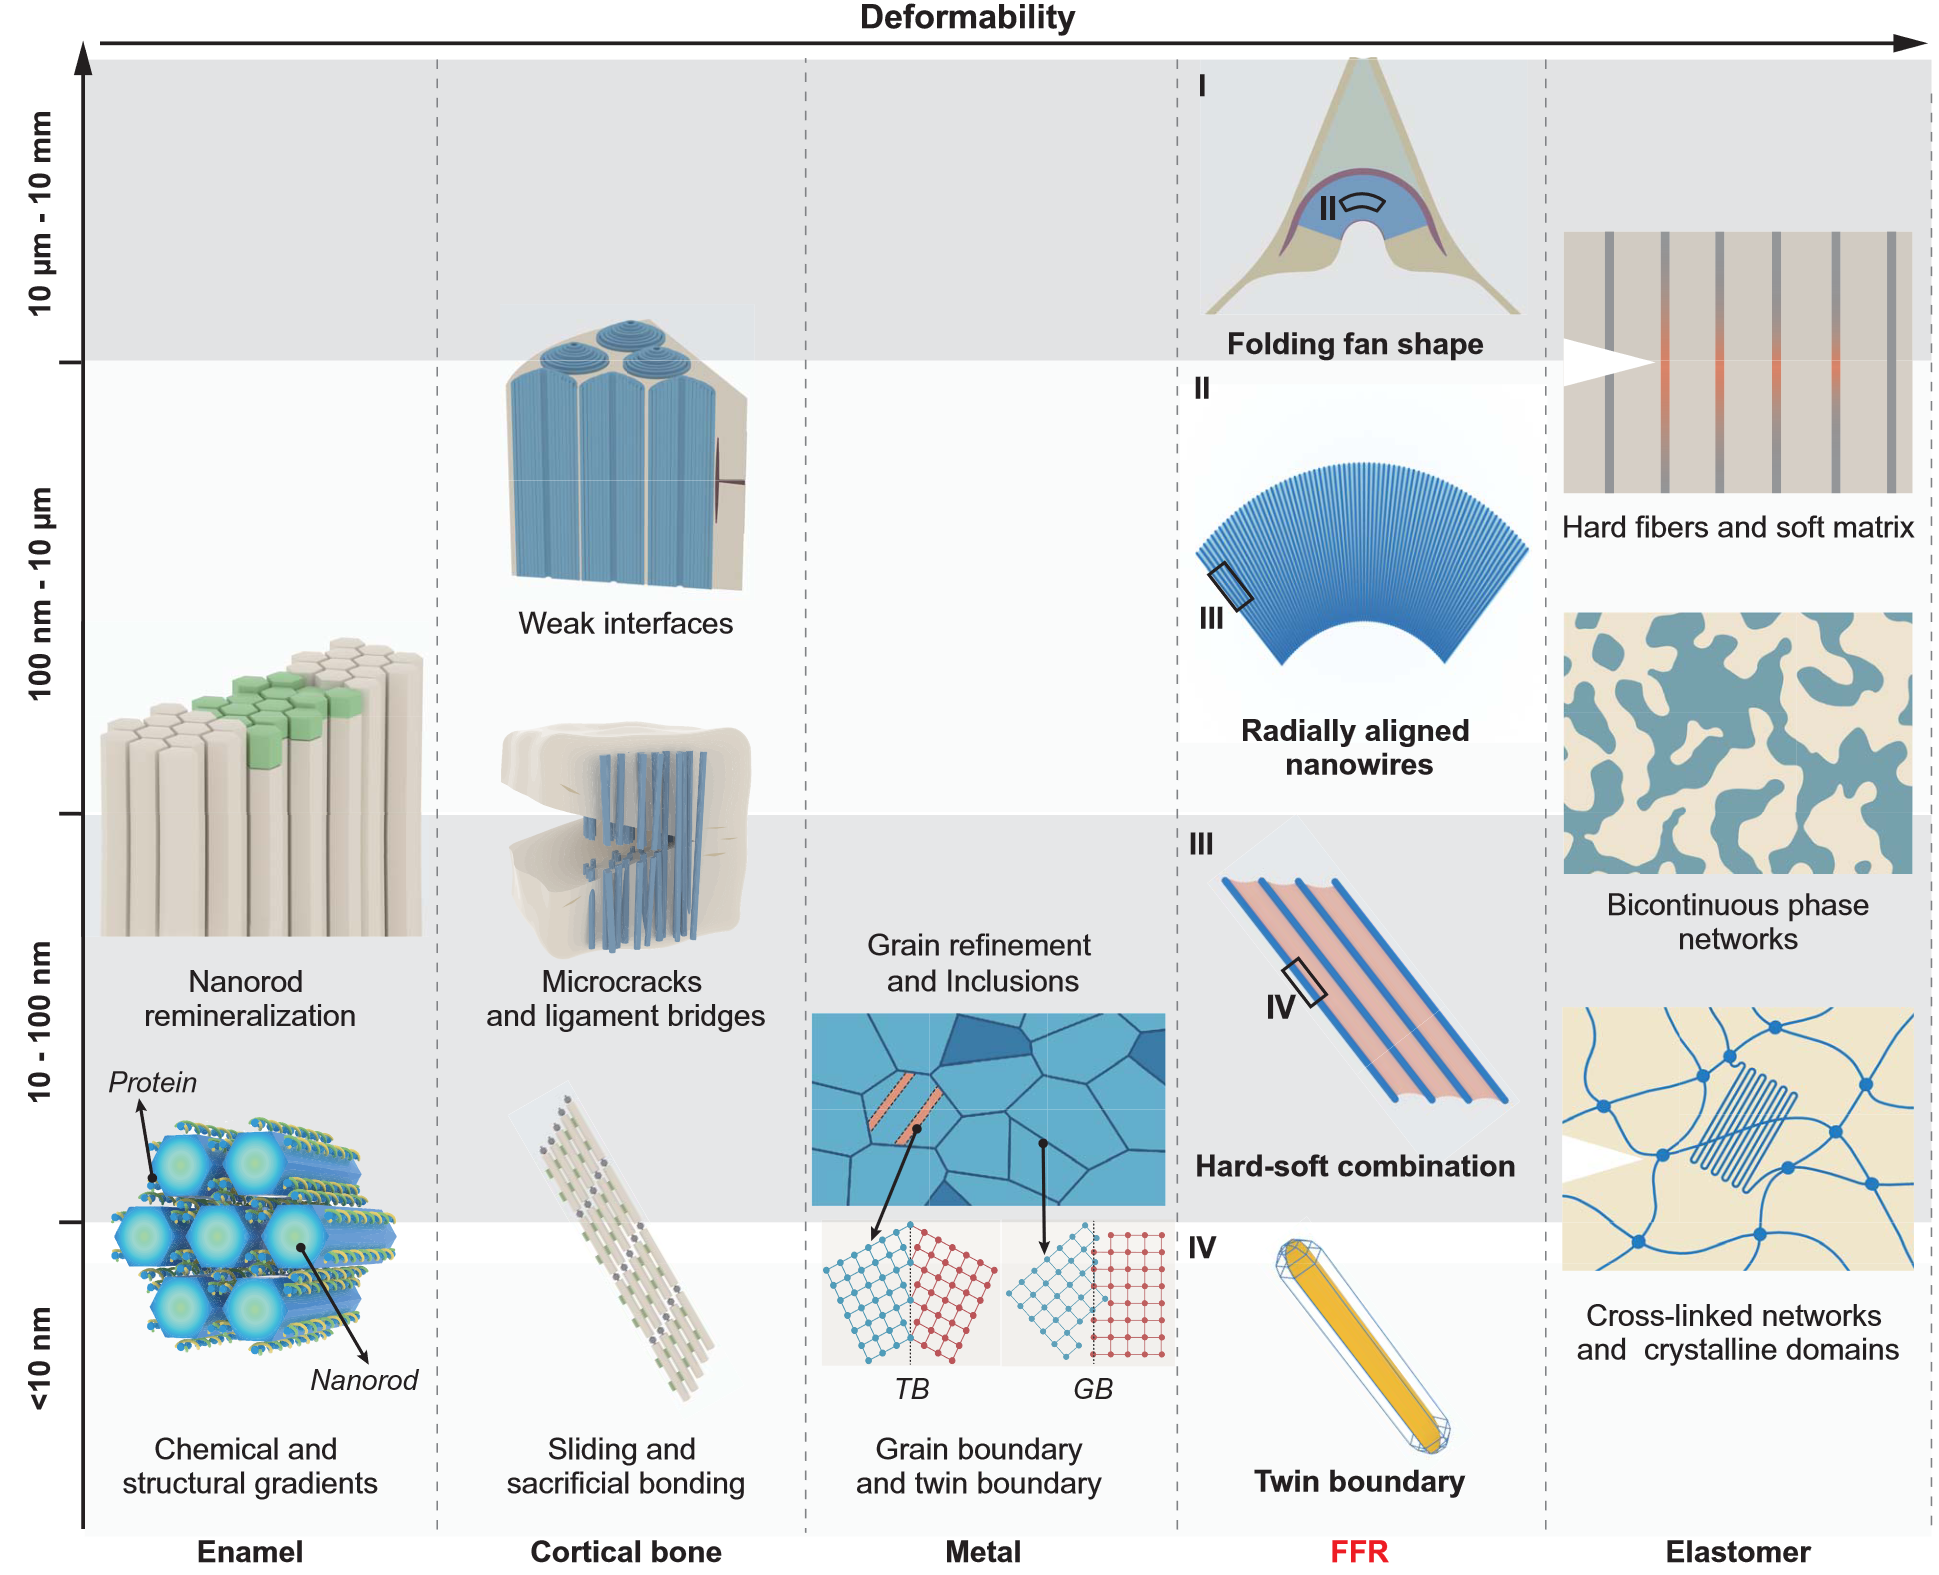 Deformability
10 μm - 10 mm
100 nm - 10 μm
10 - 100 nm
<10 nm
Nanorod
remineralization
Protein
Nanorod
Chemical and
structural gradients
Enamel
Weak interfaces
Microcracks
and ligament bridges
Sliding and
sacrificial bonding
Cortical bone
Grain refinement
and Inclusions
TB
GB
Grain boundary
and twin boundary
Metal
I
II
Folding fan shape
II
III
Radially aligned
nanowires
III
IV
Hard-soft combination
IV
Twin boundary
FFR
Hard fibers and soft matrix
Bicontinuous phase
networks
Cross-linked networks
and crystalline domains
Elastomer